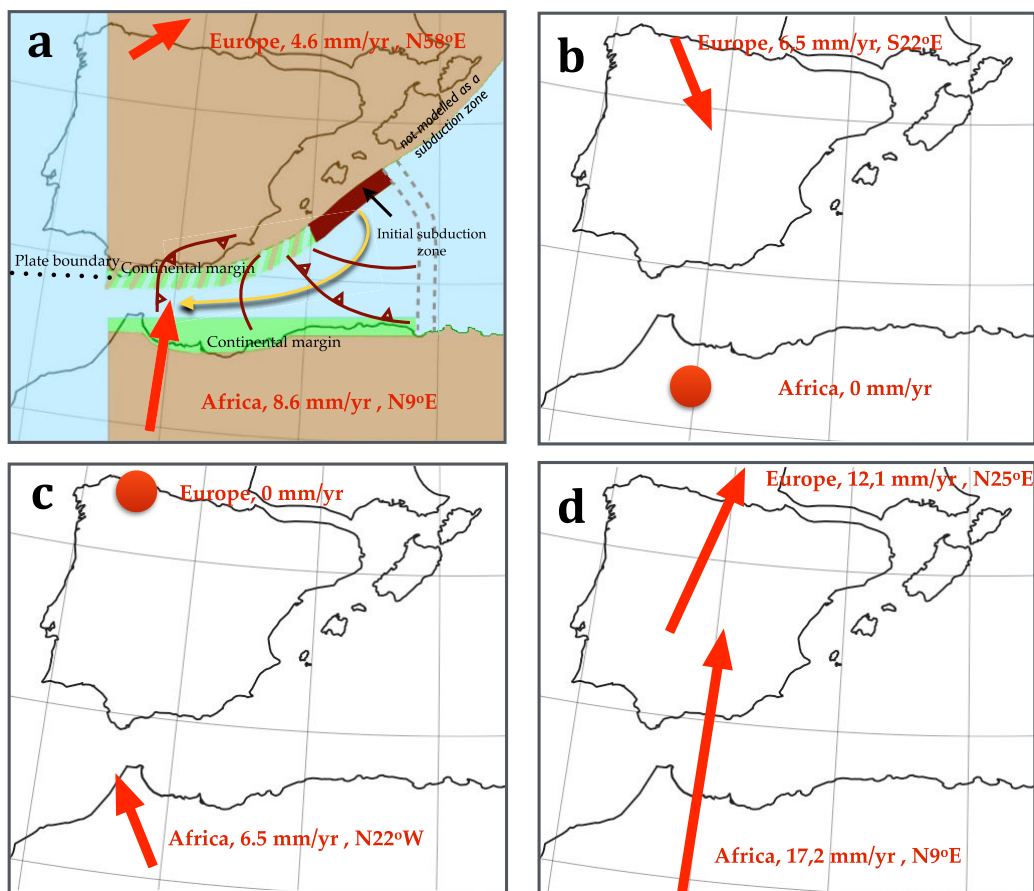 a
Europe, 4.6 mm/yr , N58ºE
not modelled as a
subduction zone
Initial subduction
zone
Plate boundary
Continental margin
Continental margin
Africa, 8.6 mm/yr , N9ºE
b
Europe, 6,5 mm/yr, S22ºE
Africa, 0 mm/yr
c
Europe, 0 mm/yr
Africa, 6.5 mm/yr , N22ºW
d
Europe, 12,1 mm/yr , N25ºE
Africa, 17,2 mm/yr , N9ºE